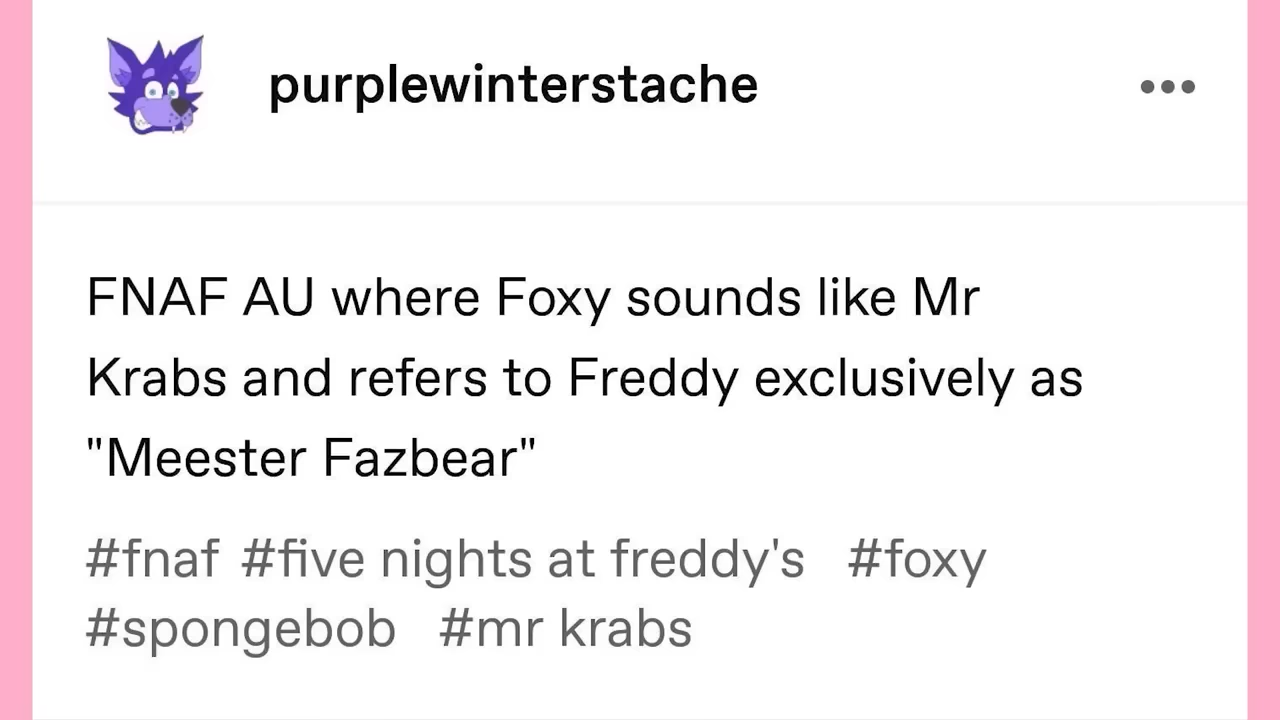 purplewinterstache
FNAF AU where Foxy sounds like Mr
Krabs and refers to Freddy exclusively as
"Meester Fazbear"
#fnaf #five nights at freddy's #foxy
#spongebob #mr krabs